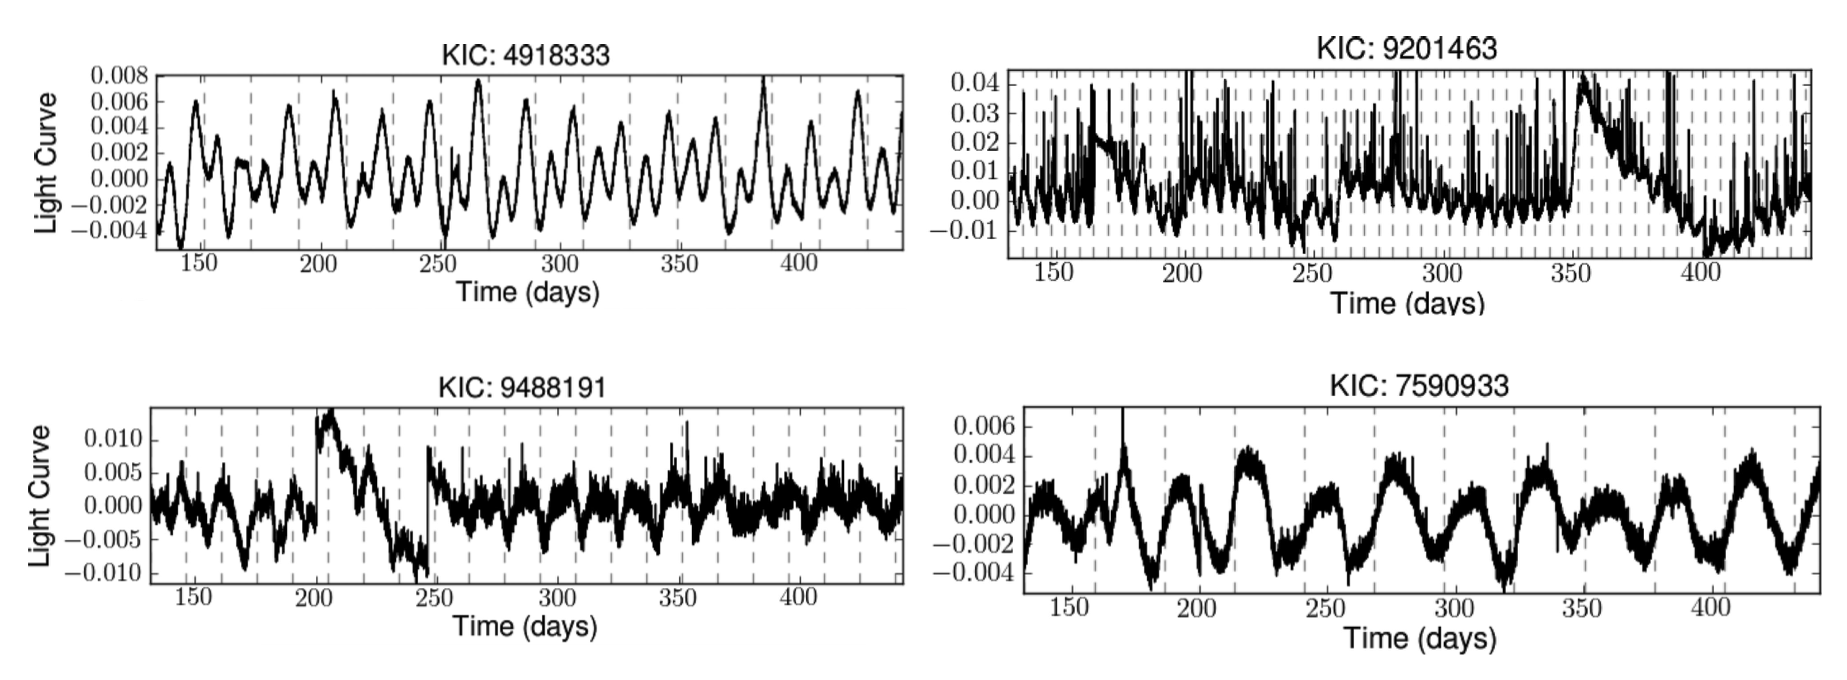 KIC: 4918333
0.008
0.006
0.004
0.002
0.000
−0.002
−0.004
Light Curve
150 200 250 300 350 400
Time (days)
KIC: 9201463
0.04
0.03
0.02
0.01
0.00
−0.01
150 200 250 300 350 400
Time (days)
KIC: 9488191
0.010
0.005
0.000
−0.005
−0.010
Light Curve
150 200 250 300 350 400
Time (days)
KIC: 7590933
0.006
0.004
0.002
0.000
−0.002
−0.004
150 200 250 300 350 400
Time (days)